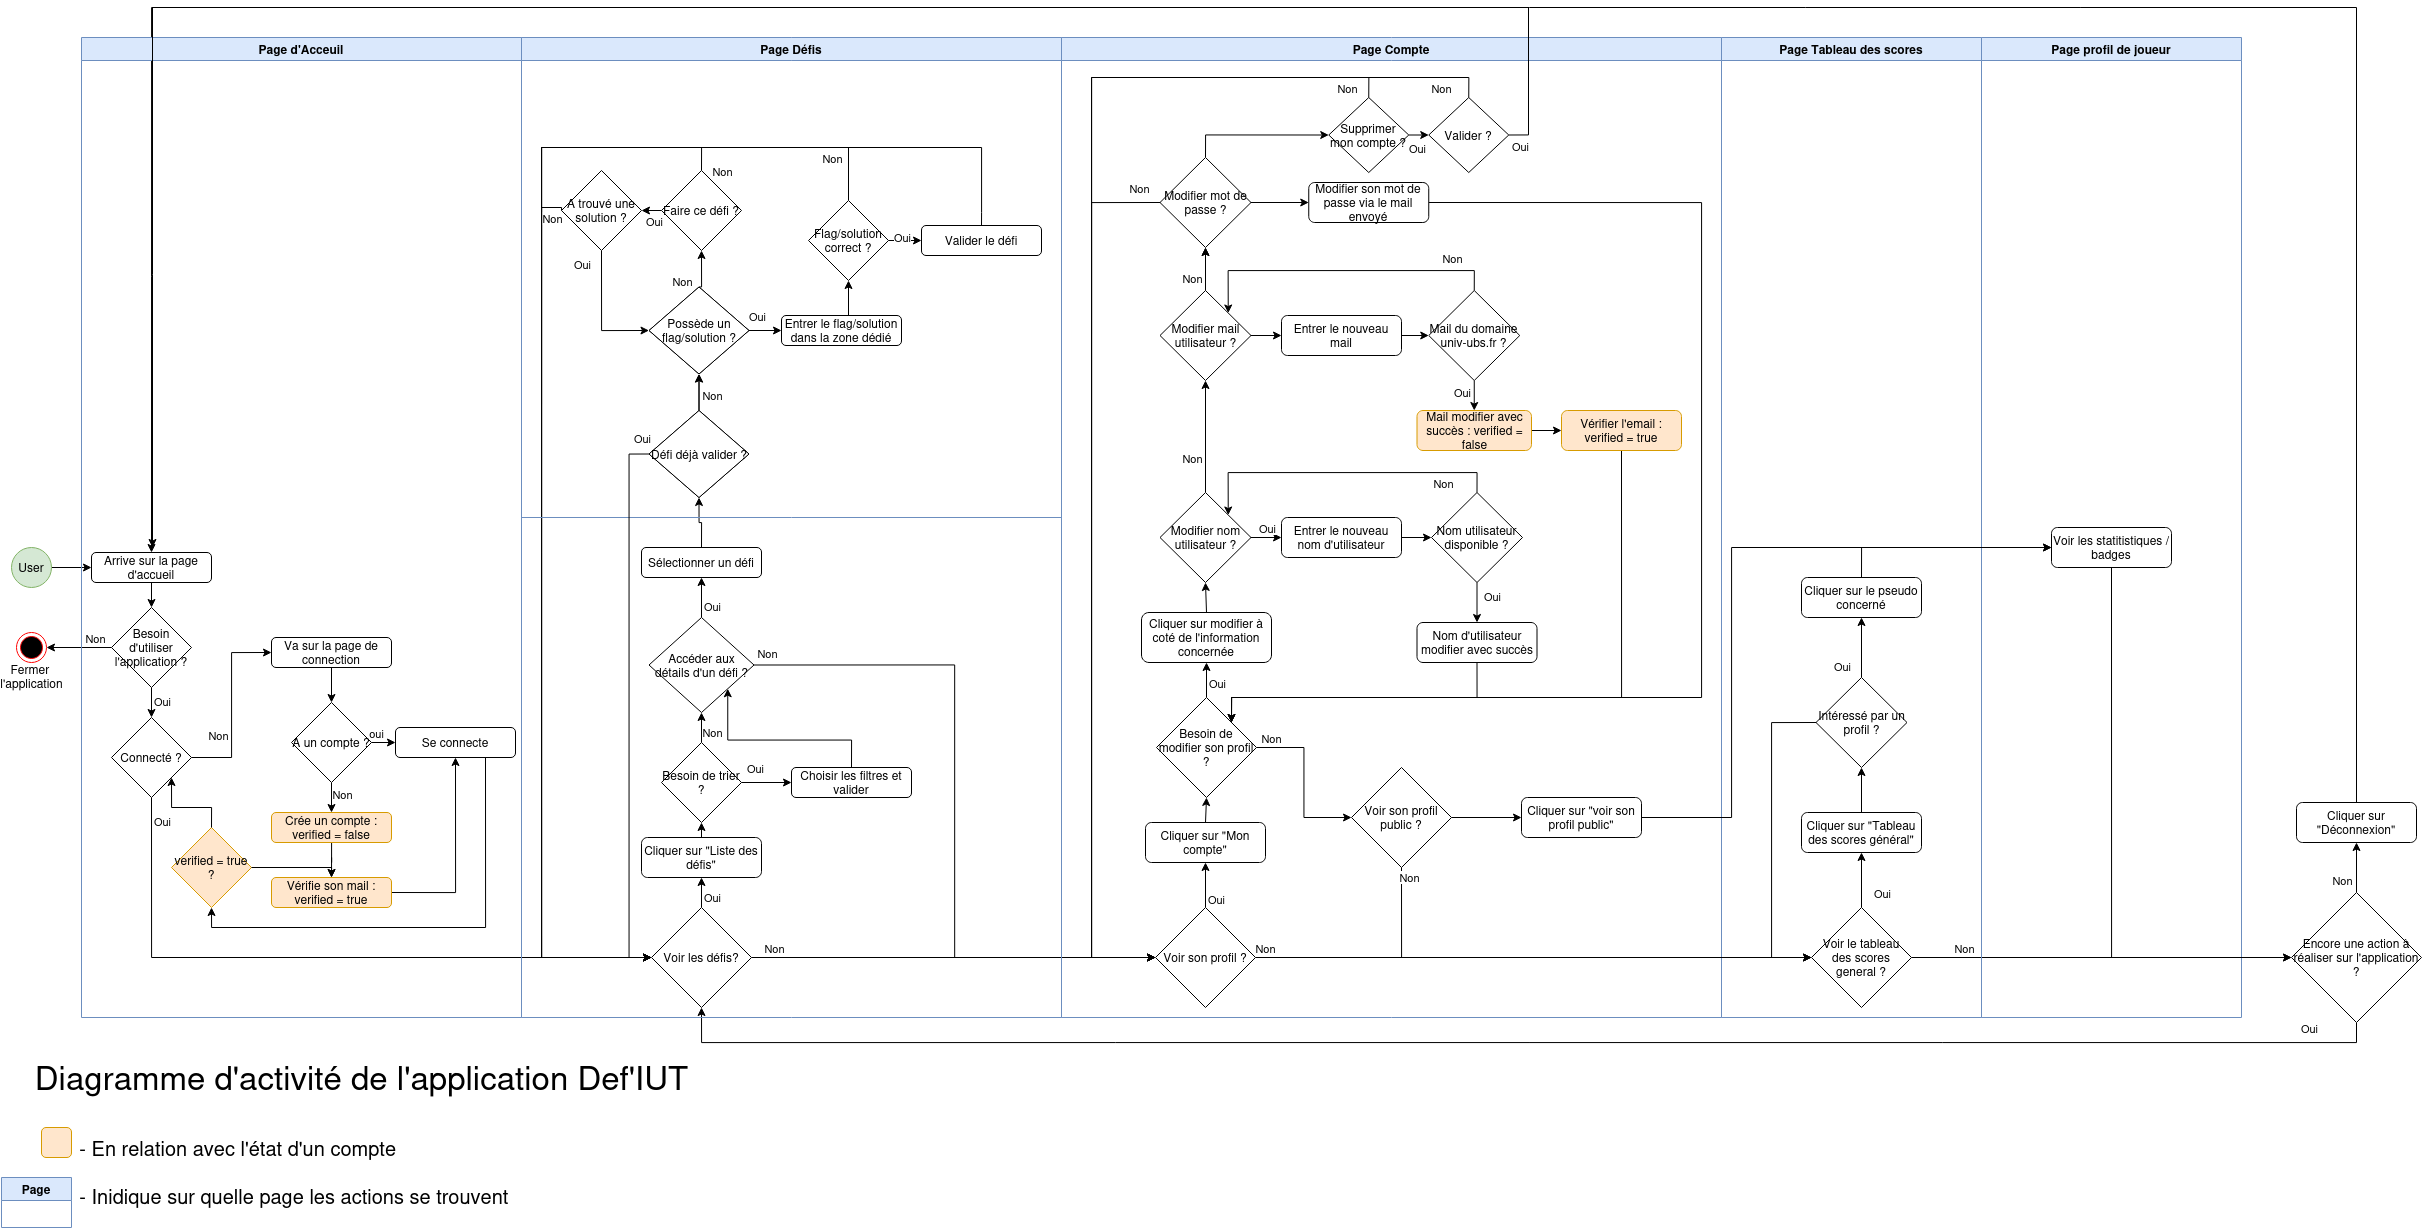 Page d'Acceuil
Page Défis
Page Compte
Page Tableau des scores
Page profil de joueur
User
Fermer
l'application
Arrive sur la page
d'accueil
Besoin
d'utiliser
l'application ?
Non
Oui
Connecté ?
Non
Oui
Va sur la page de
connection
A un compte ?
oui
Se connecte
Non
Crée un compte :
verified = false
Vérifie son mail :
verified = true
verified = true
?
A trouvé une
solution ?
Non
Oui
Faire ce défi ?
Non
Oui
Flag/solution
correct ?
Non
Oui
Valider le défi
Possède un
flag/solution ?
Non
Oui
Entrer le flag/solution
dans la zone dédié
Non
Défi déjà valider ?
Oui
Sélectionner un défi
Oui
Accéder aux
détails d'un défi ?
Non
Non
Besoin de trier
?
Oui
Choisir les filtres et
valider
Cliquer sur "Liste des
défis"
Oui
Voir les défis?
Non
Supprimer
mon compte ?
Non
Oui
Valider ?
Non
Oui
Modifier mot de
passe ?
Non
Modifier son mot de
passe via le mail
envoyé
Non
Modifier mail
utilisateur ?
Entrer le nouveau
mail
Mail du domaine
univ-ubs.fr ?
Non
Oui
Mail modifier avec
succès : verified =
false
Vérifier l'email :
verified = true
Non
Modifier nom
utilisateur ?
Oui
Entrer le nouveau
nom d'utilisateur
Nom utilisateur
disponible ?
Non
Oui
Nom d'utilisateur
modifier avec succès
Cliquer sur modifier à
coté de l'information
concernée
Oui
Besoin de
modifier son profil
?
Non
Voir son profil
public ?
Non
Cliquer sur "voir son
profil public"
Cliquer sur "Mon
compte"
Oui
Voir son profil ?
Non
Cliquer sur le pseudo
concerné
Oui
Intéressé par un
profil ?
Cliquer sur "Tableau
des scores général"
Oui
Voir le tableau
des scores
general ?
Non
Voir les statitistiques /
badges
Cliquer sur
"Déconnexion"
Non
Encore une action à
réaliser sur l'application
?
Oui
Diagramme d'activité de l'application Def'IUT
- En relation avec l'état d'un compte
Page
- Inidique sur quelle page les actions se trouvent